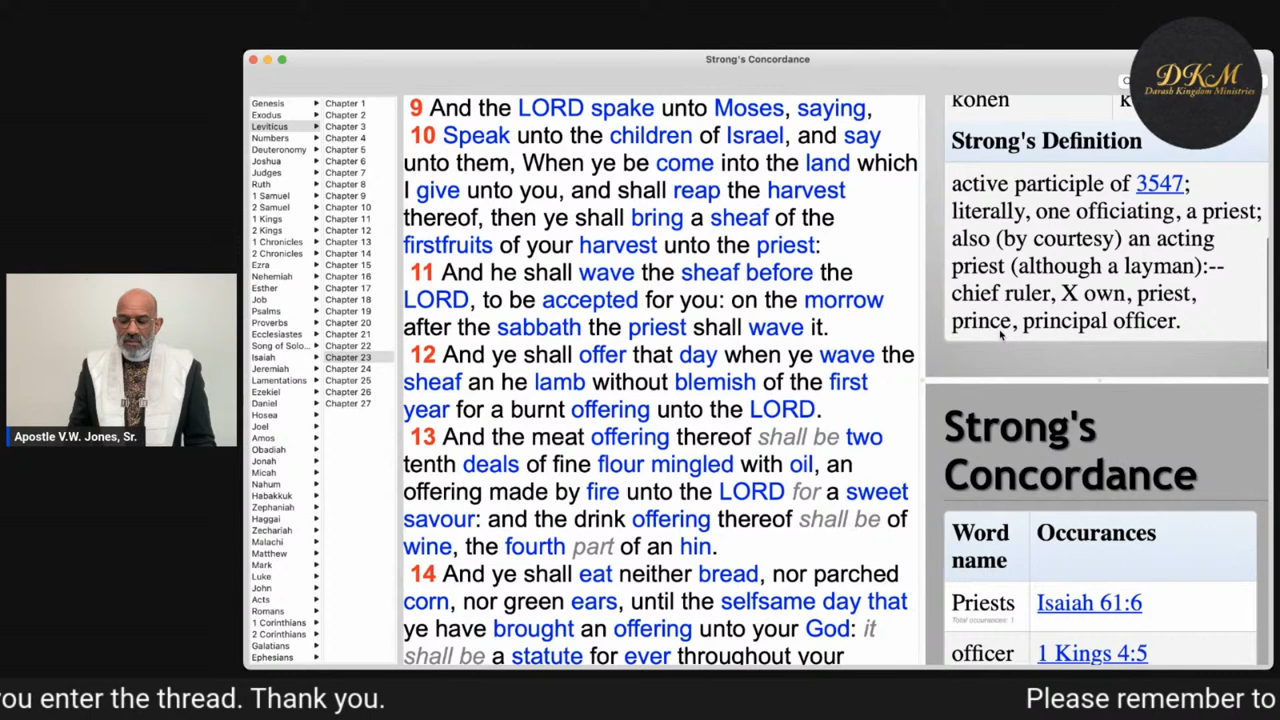 Strong's Concordance
DKM
Darash Kingdom Ministries
Genesis
Exodus
Leviticus
Numbers
Deuteronomy
Joshua
Judges
Ruth
1 Samuel
2 Samuel
1 Kings
2 Kings
1 Chronicles
2 Chronicles
Ezra
Nehemiah
Esther
Job
Psalms
Proverbs
Ecclesiastes
Song of Solo...
Isaiah
Jeremiah
Lamentations
Ezekiel
Daniel
Hosea
Joel
Amos
Obadiah
Jonah
Micah
Nahum
Habakkuk
Zephaniah
Haggai
Zechariah
Malachi
Matthew
Mark
Luke
John
Acts
Romans
1 Corinthians
2 Corinthians
Galatians
Ephesians
Chapter 1
Chapter 2
Chapter 3
Chapter 4
Chapter 5
Chapter 6
Chapter 7
Chapter 8
Chapter 9
Chapter 10
Chapter 11
Chapter 12
Chapter 13
Chapter 14
Chapter 15
Chapter 16
Chapter 17
Chapter 18
Chapter 19
Chapter 20
Chapter 21
Chapter 22
Chapter 23
Chapter 24
Chapter 25
Chapter 26
Chapter 27
9 And the LORD spake unto Moses, saying,
10 Speak unto the children of Israel, and say
unto them, When ye be come into the land which
I give unto you, and shall reap the harvest
thereof, then ye shall bring a sheaf of the
firstfruits of your harvest unto the priest:
11 And he shall wave the sheaf before the
LORD, to be accepted for you: on the morrow
after the sabbath the priest shall wave it.
12 And ye shall offer that day when ye wave the
sheaf an he lamb without blemish of the first
year for a burnt offering unto the LORD.
13 And the meat offering thereof shall be two
tenth deals of fine flour mingled with oil, an
offering made by fire unto the LORD for a sweet
savour: and the drink offering thereof shall be of
wine, the fourth part of an hin.
14 And ye shall eat neither bread, nor parched
corn, nor green ears, until the selfsame day that
ye have brought an offering unto your God: it
shall be a statute for ever throughout your
kohen
Strong's Definition
active participle of 3547;
literally, one officiating, a priest;
also (by courtesy) an acting
priest (although a layman):--
chief ruler, X own, priest,
prince, principal officer.
Strong's
Concordance
Word
name
Occurances
Priests
Total occurances: 1
Isaiah 61:6
officer
1 Kings 4:5
Apostle V.W. Jones, Sr.
ou enter the thread. Thank you.
Please remember to